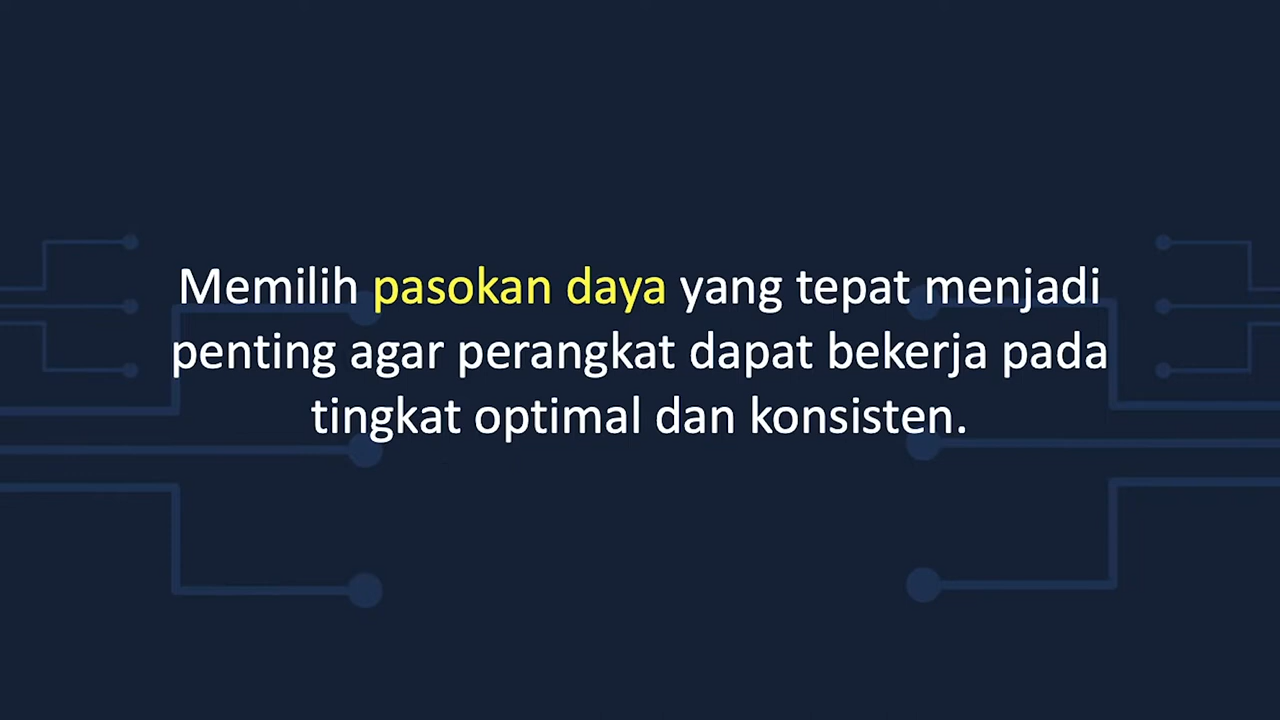 Memilih pasokan daya yang tepat menjadi
penting agar perangkat dapat bekerja pada
tingkat optimal dan konsisten.